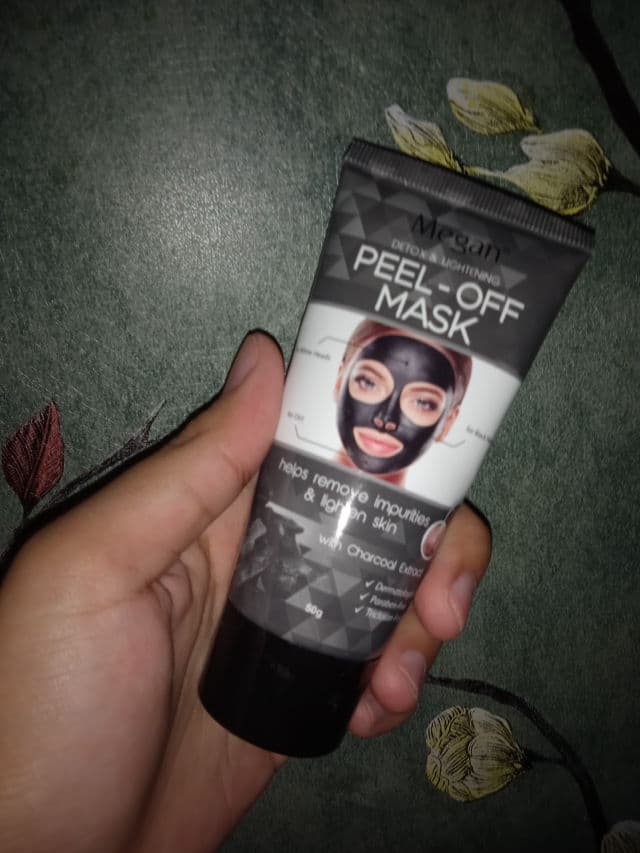 Megan
DETOX & LIGHTENING
PEEL-OFF
MASK
helps remove impurities
& lighten skin
with Charcoal Extract
50g